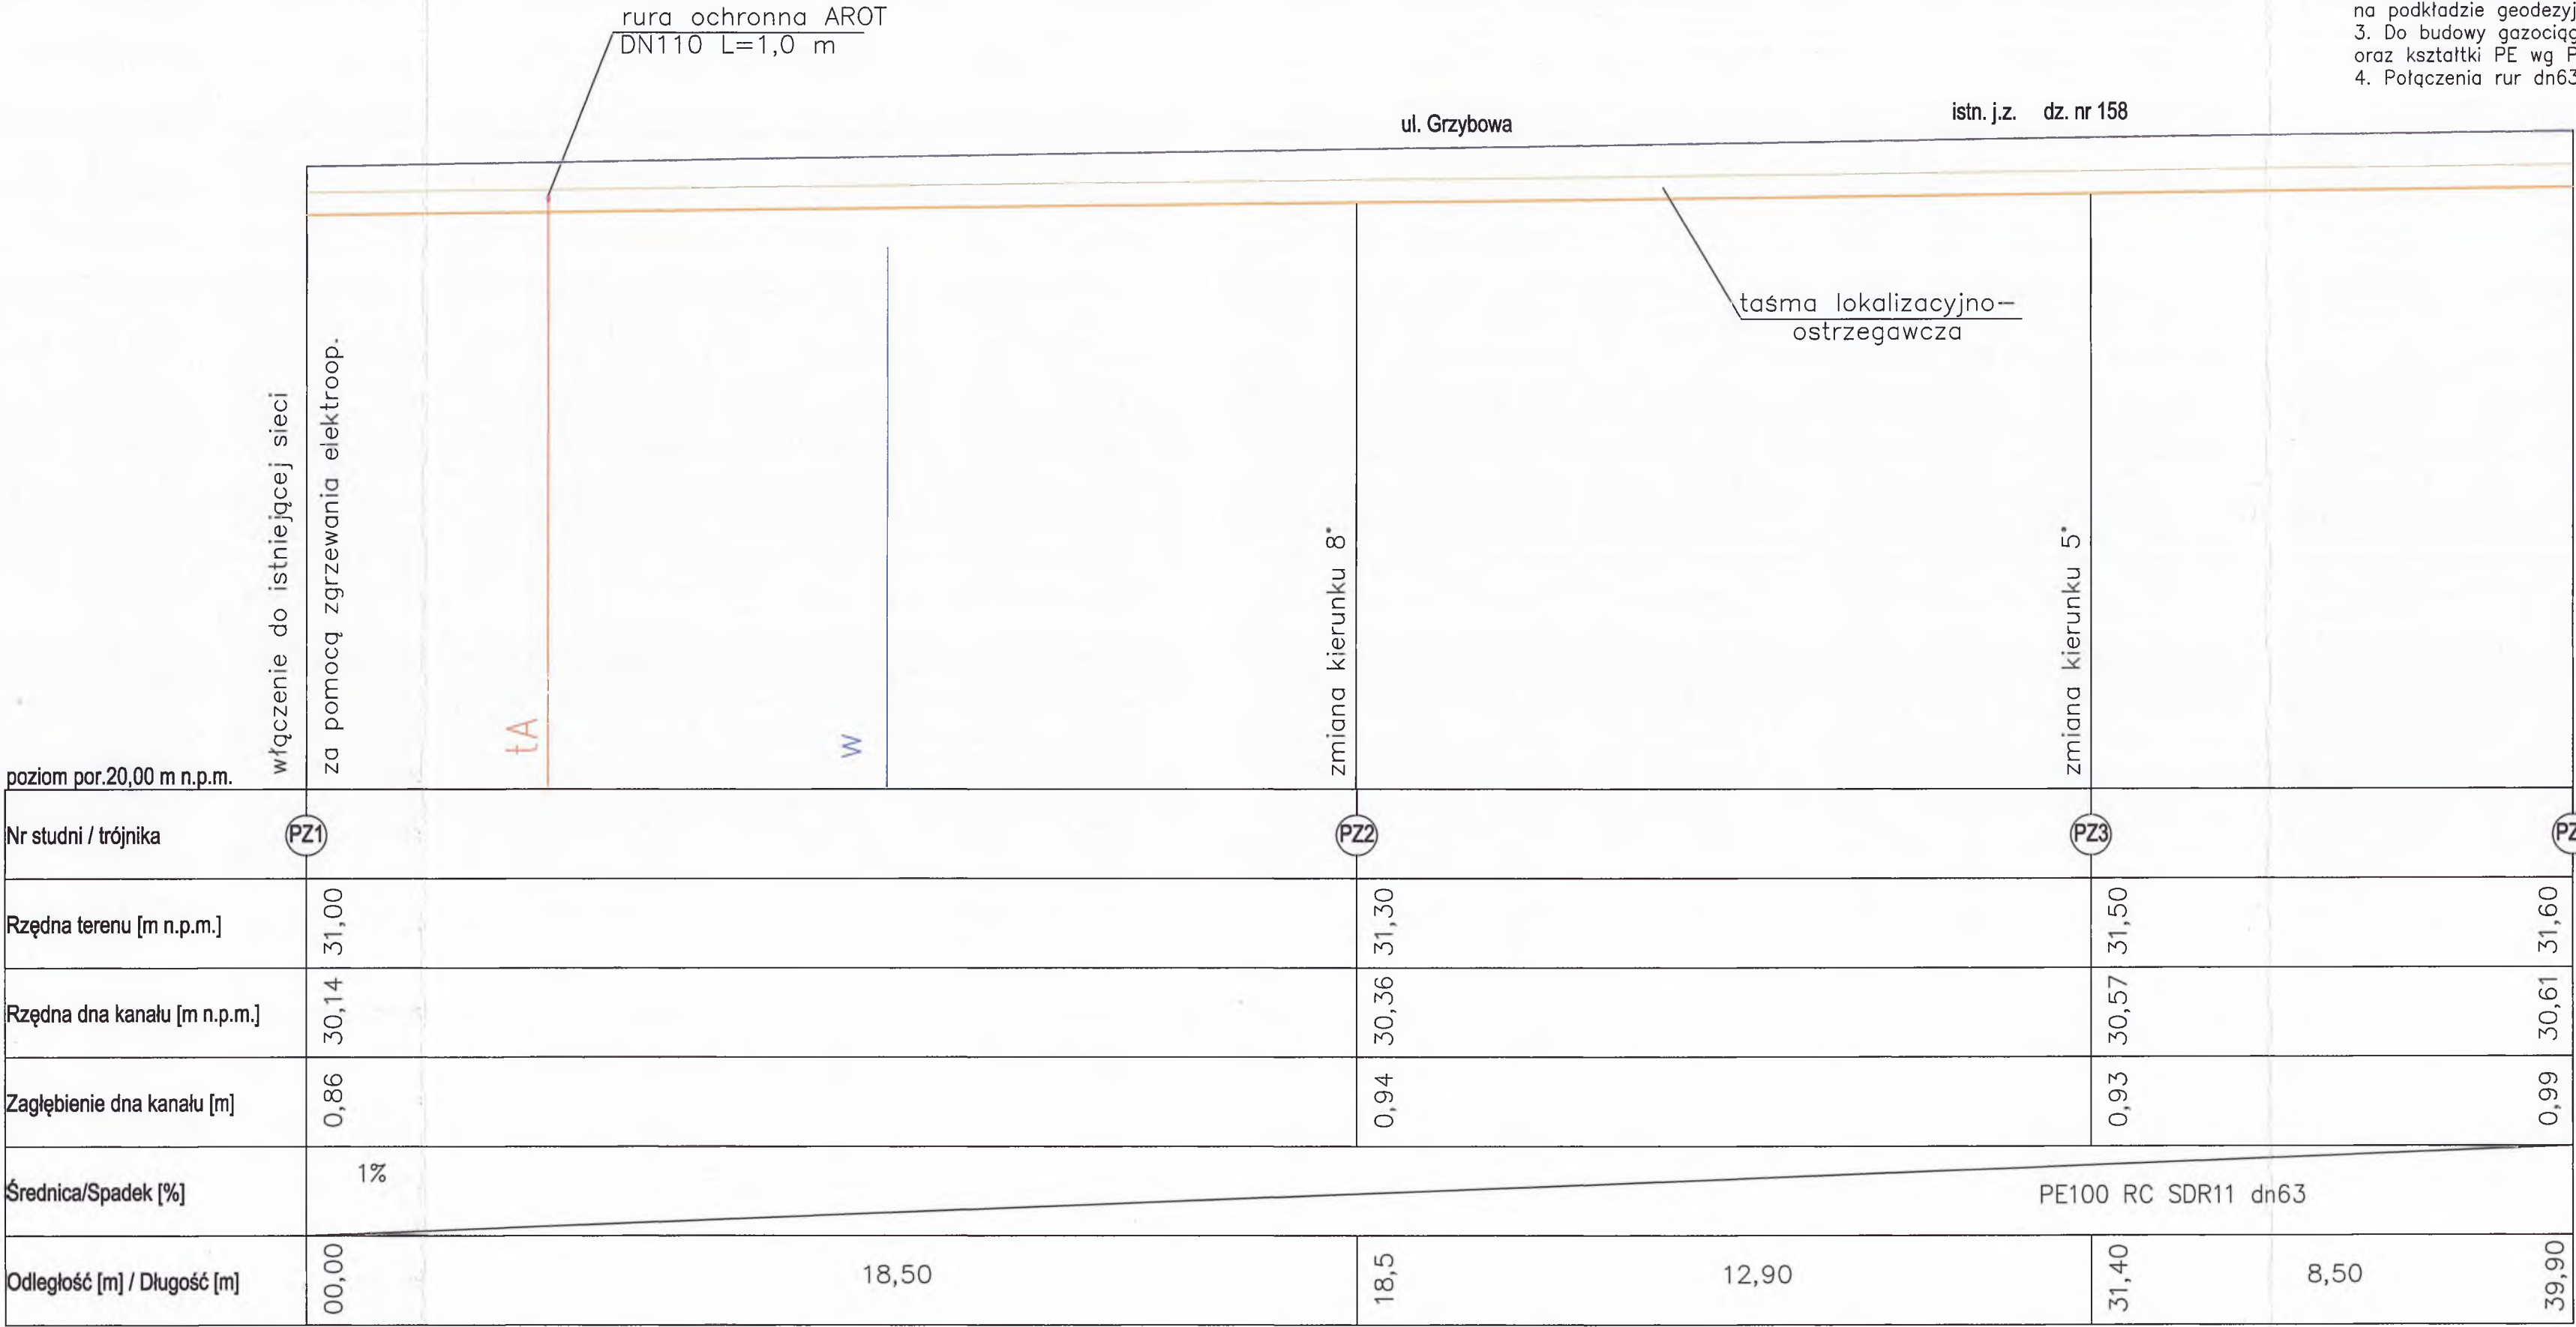 rura ochronna AROT
DN110 L=1,0 m
na podkładzie
3. Do budowy
oraz kształtki PE wg
4. Połączenia rur dn63
ul. Grzybowa
istn. j.z. dz. nr 158
taśma lokalizacyjno-
ostrzegawcza
włączenie do istniejącej sieci
za pomocą zgrzewania elektroop.
tA
w
zmiana kierunku 8°
zmiana kierunku 5°
poziom por.20,00 m n.p.m.
Nr studni / trójnika PZ1 PZ2 PZ3
Rzędna terenu [m n.p.m.] 31,00 31,30 31,50 31,60
Rzędna dna kanału [m n.p.m.] 30,14 30,36 30,57 30,61
Zagłębienie dna kanału [m] 0,86 0,94 0,93 0,99
Średnica/Spadek [%] 1% PE100 RC SDR11 dn63
Odległość [m] / Długość [m] 00,00 18,50 18,5 12,90 31,40 8,50 39,90